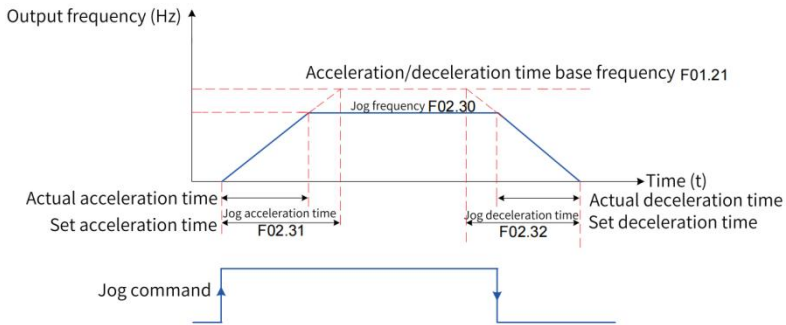 Output frequency (Hz)
Acceleration/deceleration time base frequency F01.21
Jog frequency F02.30
Time (t)
Actual acceleration time
Actual deceleration time
Jog acceleration time
Jog deceleration time
Set acceleration time
F02.31
F02.32
Set deceleration time
Jog command